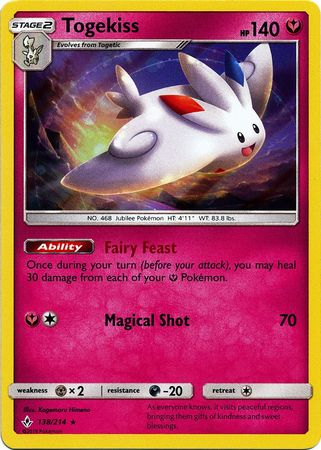 STAGE 2 Togekiss HP 140
Evolves from Togetic
NO. 468 Jubilee Pokémon HT: 4'11" WT: 83.8 lbs.
Ability Fairy Feast
Once during your turn (before your attack), you may heal
30 damage from each of your Pokémon.
Magical Shot 70
weakness × 2 resistance -20 retreat
Illus. Kagemaru Himeno
138/214 ★
©2019 Pokémon
As everyone knows, it visits peaceful regions,
bringing them gifts of kindness and sweet
blessings.